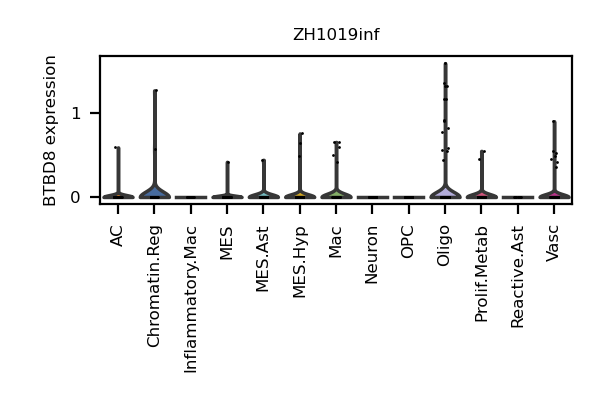 ZH1019inf
BTBD8 expression
1
0
AC
Chromatin.Reg
Inflammatory.Mac
MES
MES.Ast
MES.Hyp
Mac
Neuron
OPC
Oligo
Prolif.Metab
Reactive.Ast
Vasc